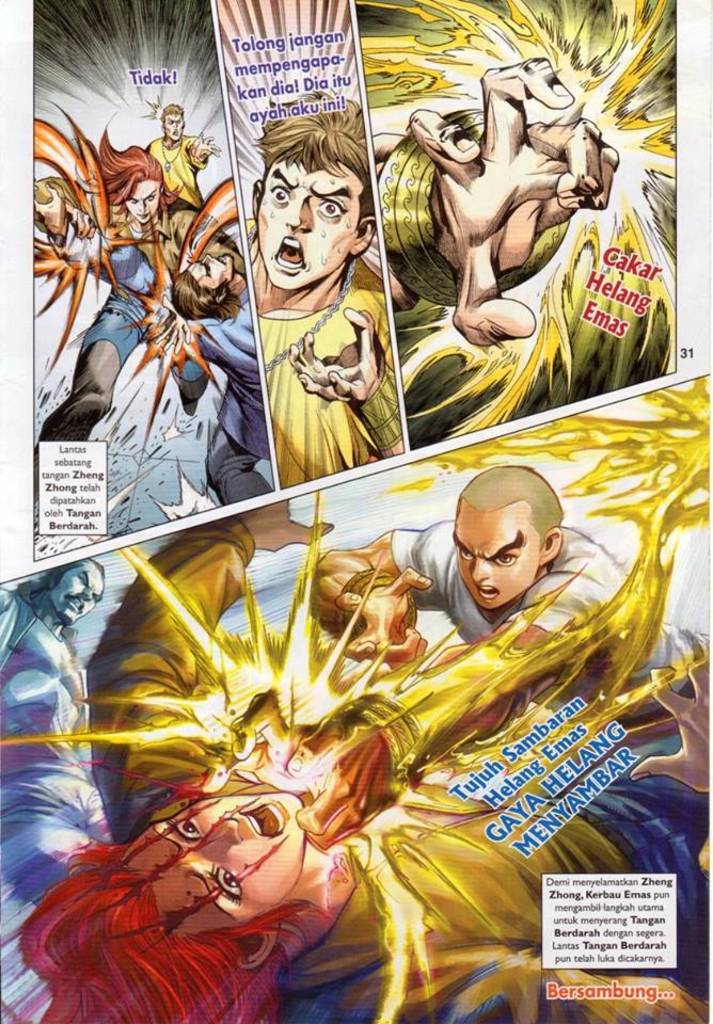 Tidak!
Tolong jangan
mempengapa-
kan dia! Dia itu
ayah aku ini!
Cakar
Helang
Emas
31
Lantas
sebatang
tangan Zheng
Zhong telah
dipatahkan
oleh Tangan
Berdarah.
Tujuh Sambaran
Helang Emas
GAYA HELANG
MENYAMBAR
Demi menyelamatkan Zheng
Zhong, Kerbau Emas pun
mengambil langkah utama
untuk menyerang Tangan
Berdarah dengan segera.
Lantas Tangan Berdarah
pun telah luka dicakarnya.
Bersambung...